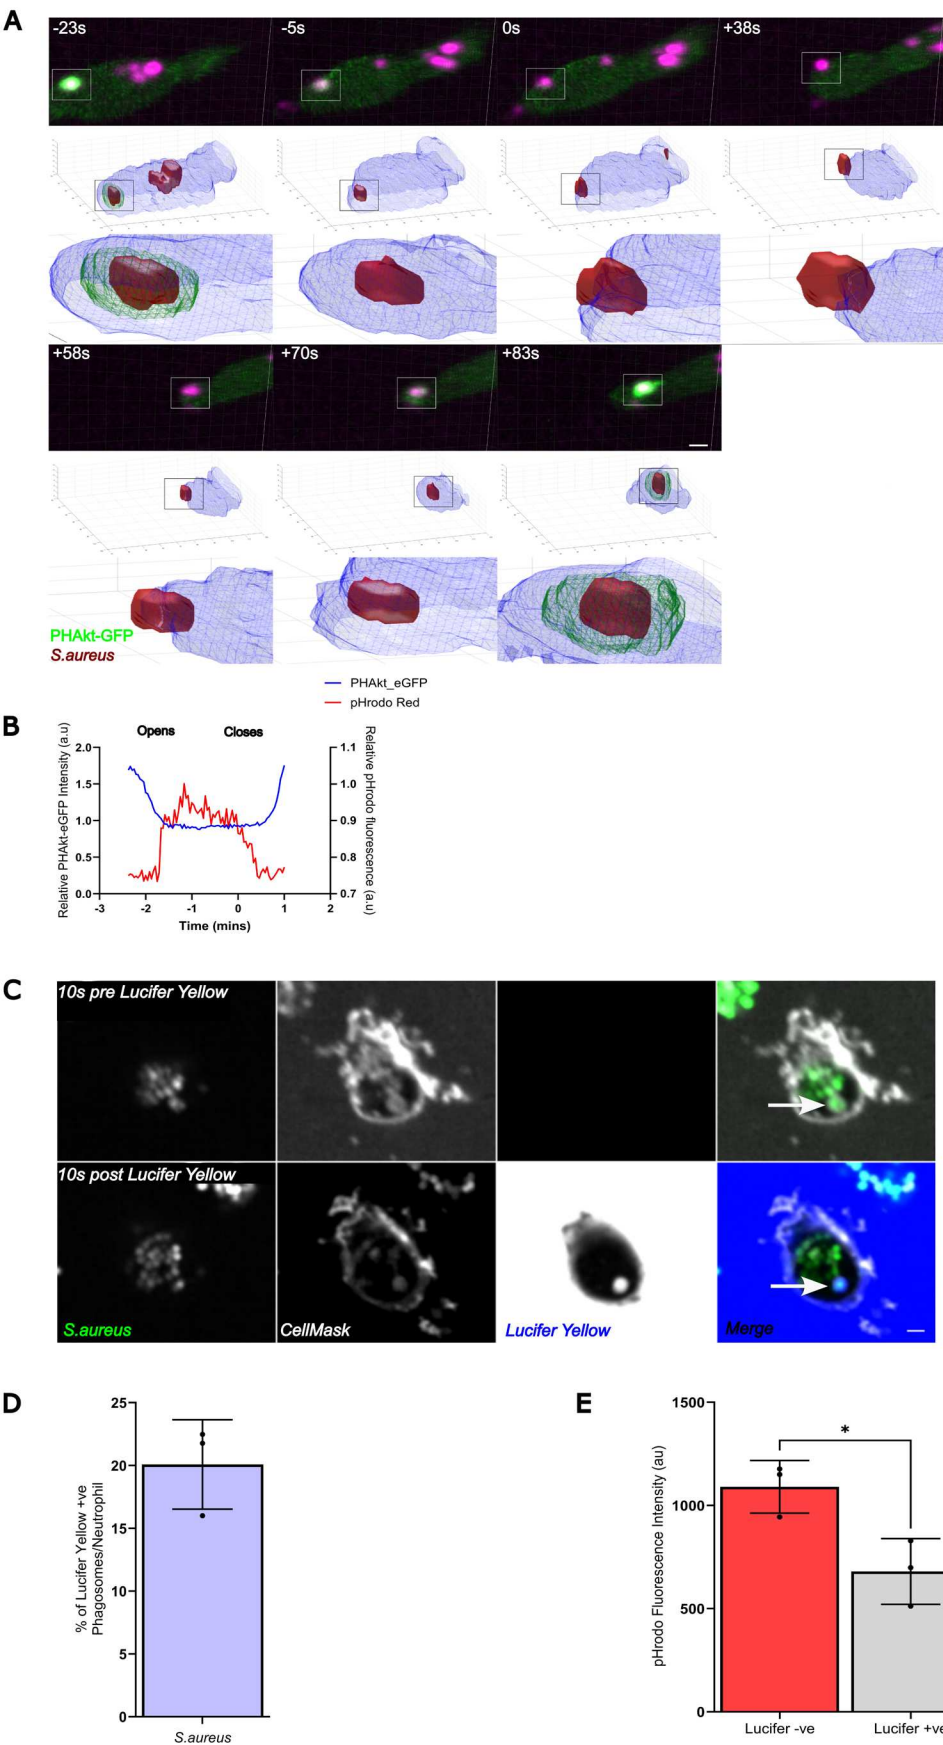 A
-23s
-5s
0s
+38s
+58s
+70s
+83s
PHAkt-GFP
S.aureus
PHAkt_eGFP
pHrodo Red
B
Opens
Closes
Relative PHAkt-eGFP Intensity (a.u)
2.0
1.5
1.0
0.5
0.0
-3
-2
-1
0
1
2
Time (mins)
1.1
1.0
0.9
0.8
0.7
Relative pHrodo fluorescence (a.u)
C
10s pre Lucifer Yellow
10s post Lucifer Yellow
S.aureus
CellMask
Lucifer Yellow
Merge
D
% of Lucifer Yellow +ve
Phagosomes/Neutrophil
25
20
15
10
5
0
S.aureus
E
pHrodo Fluorescence Intensity (au)
1500
1000
500
0
*
Lucifer -ve
Lucifer +ve